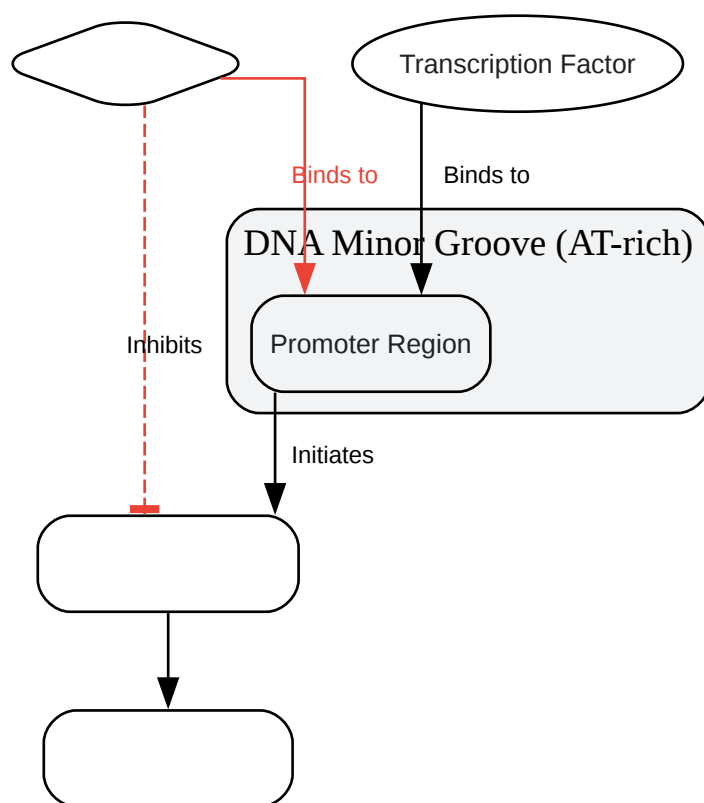 Transcription Factor
Binds to
Binds to
DNA Minor Groove (AT-rich)
Promoter Region
Inhibits
Initiates